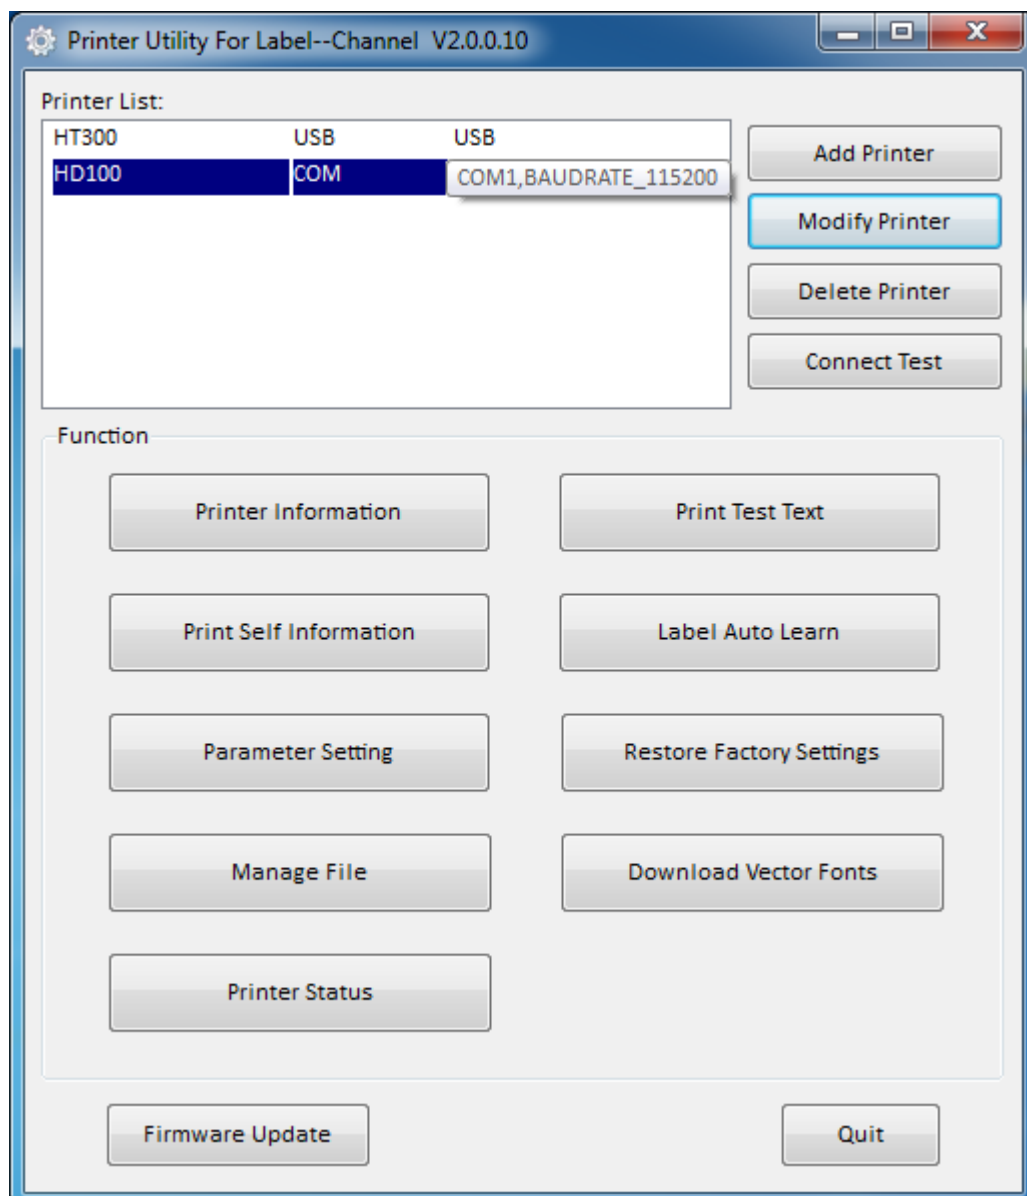 Printer Utility For Label--Channel V2.0.0.10
Printer List:
HT300 USB USB
HD100 COM COM1,BAUDRATE_115200
Add Printer
Modify Printer
Delete Printer
Connect Test
Function
Printer Information Print Test Text
Print Self Information Label Auto Learn
Parameter Setting Restore Factory Settings
Manage File Download Vector Fonts
Printer Status
Firmware Update Quit